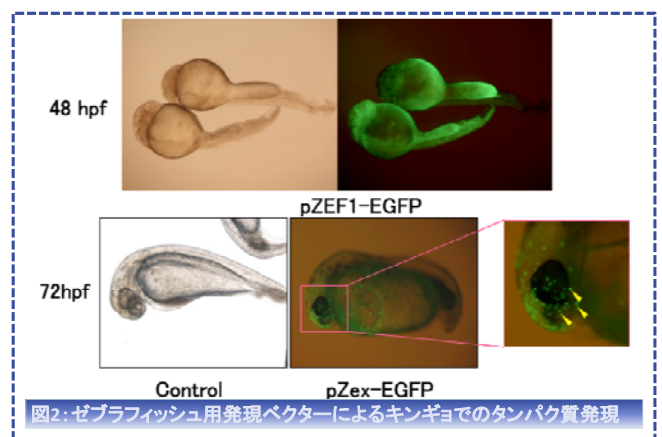 48 hpf
pZEF1-EGFP
72hpf
Control
pZex-EGFP
図2:ゼブラフィッシュ用発現ベクターによるキンギョでのタンパク質発現